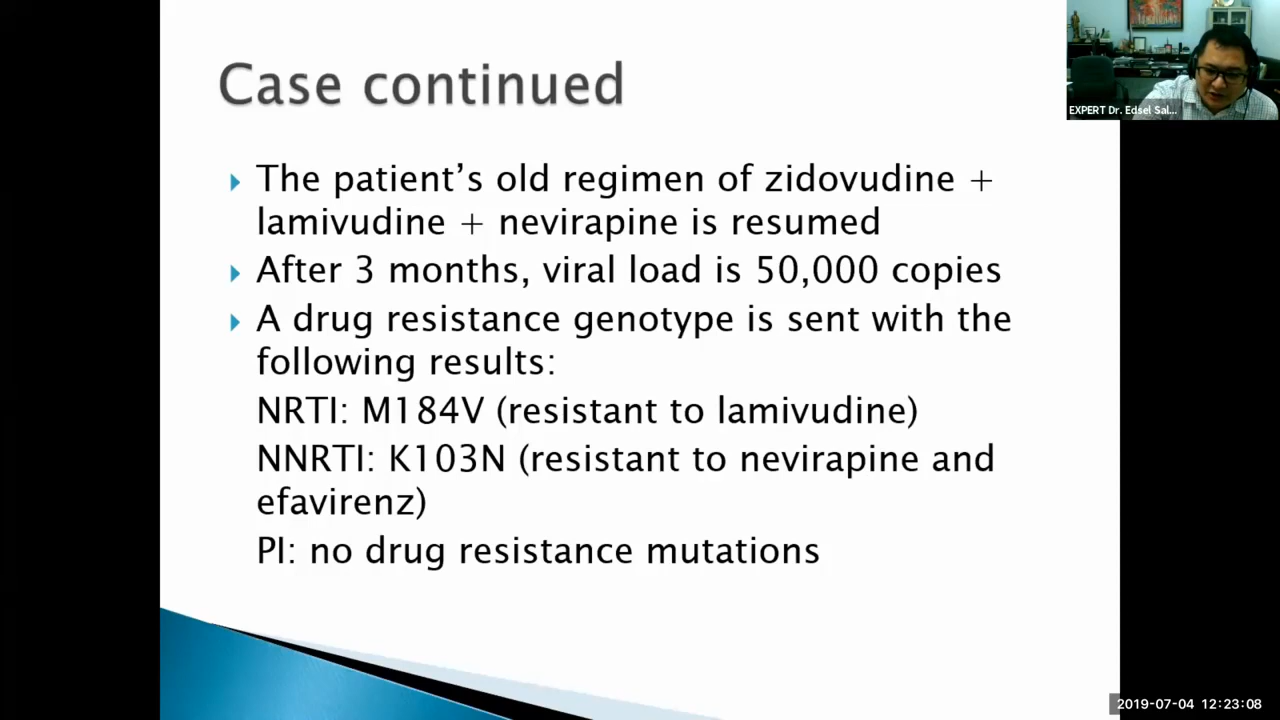 Case continued
EXPERT Dr. Edsel Sal...
The patient's old regimen of zidovudine +
lamivudine + nevirapine is resumed
After 3 months, viral load is 50,000 copies
A drug resistance genotype is sent with the
following results:
NRTI: M184V (resistant to lamivudine)
NNRTI: K103N (resistant to nevirapine and
efavirenz)
PI: no drug resistance mutations
2019-07-04 12:23:08